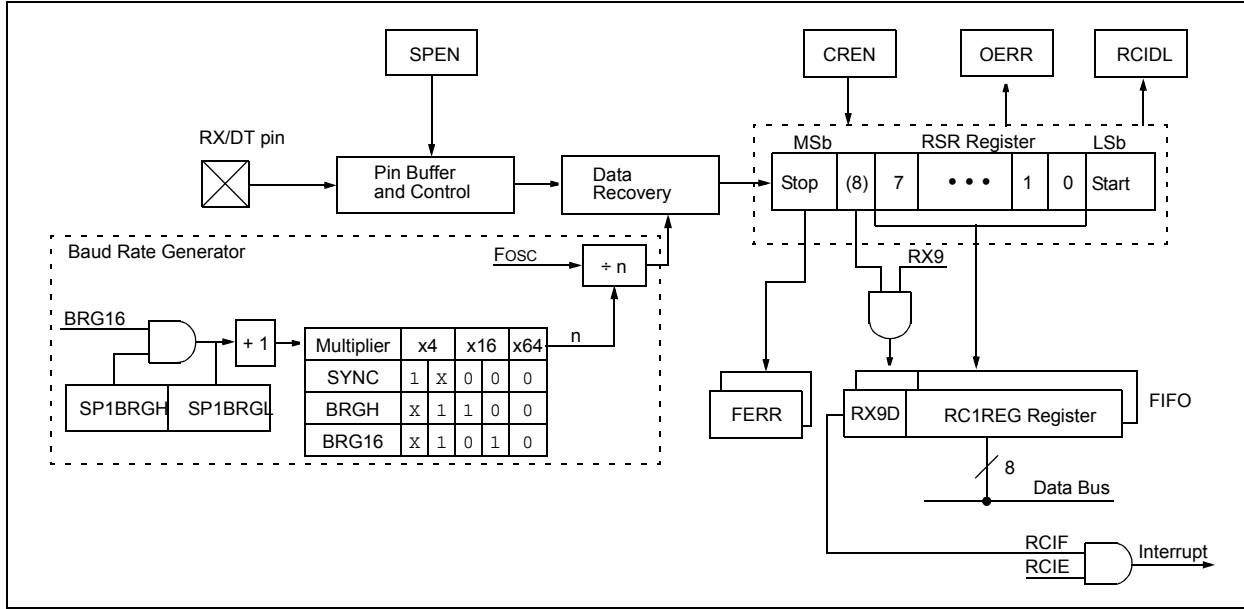 SPEN
CREN
OERR
RCIDL
RX/DT pin
Pin Buffer
and Control
Data
Recovery
MSb
RSR Register
LSb
Stop
(8)
7
• • •
1
0
Start
Baud Rate Generator
FOSC
÷ n
RX9
BRG16
+ 1
n
Multiplier x4 x16 x64
SYNC 1 X 0 0 0
BRGH X 1 1 0 0
BRG16 X 1 0 1 0
SP1BRGH
SP1BRGL
FERR
RX9D
RC1REG Register
FIFO
8
Data Bus
RCIF
RCIE
Interrupt